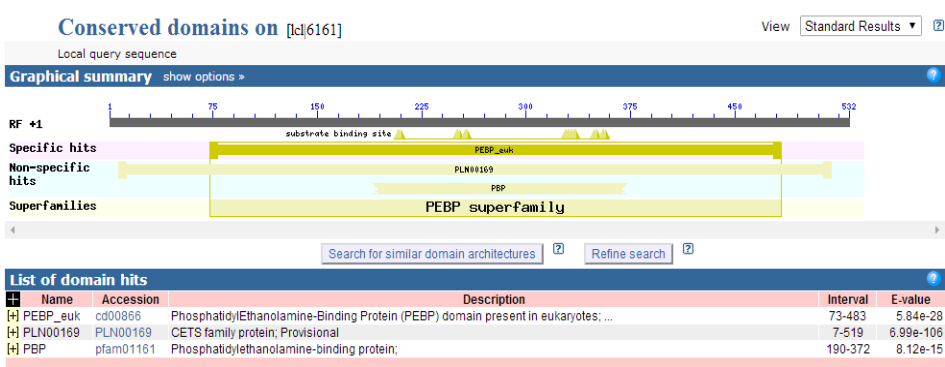 Conserved domains on [lcl|6161]
View Standard Results ▼ ?
Local query sequence
Graphical summary show options » ?
1 75 150 225 300 375 450 532
RF +1
substrate binding site
Specific hits PEBP_euk
Non-specific hits PLN00169
PBP
Superfamilies PEBP superfamily
Search for similar domain architectures ? Refine search ?
List of domain hits ?
+ Name Accession Description Interval E-value
[+] PEBP_euk cd00866 PhosphatidylEthanolamine-Binding Protein (PEBP) domain present in eukaryotes; ... 73-483 5.84e-28
[+] PLN00169 PLN00169 CETS family protein; Provisional 7-519 6.99e-106
[+] PBP pfam01161 Phosphatidylethanolamine-binding protein; 190-372 8.12e-15